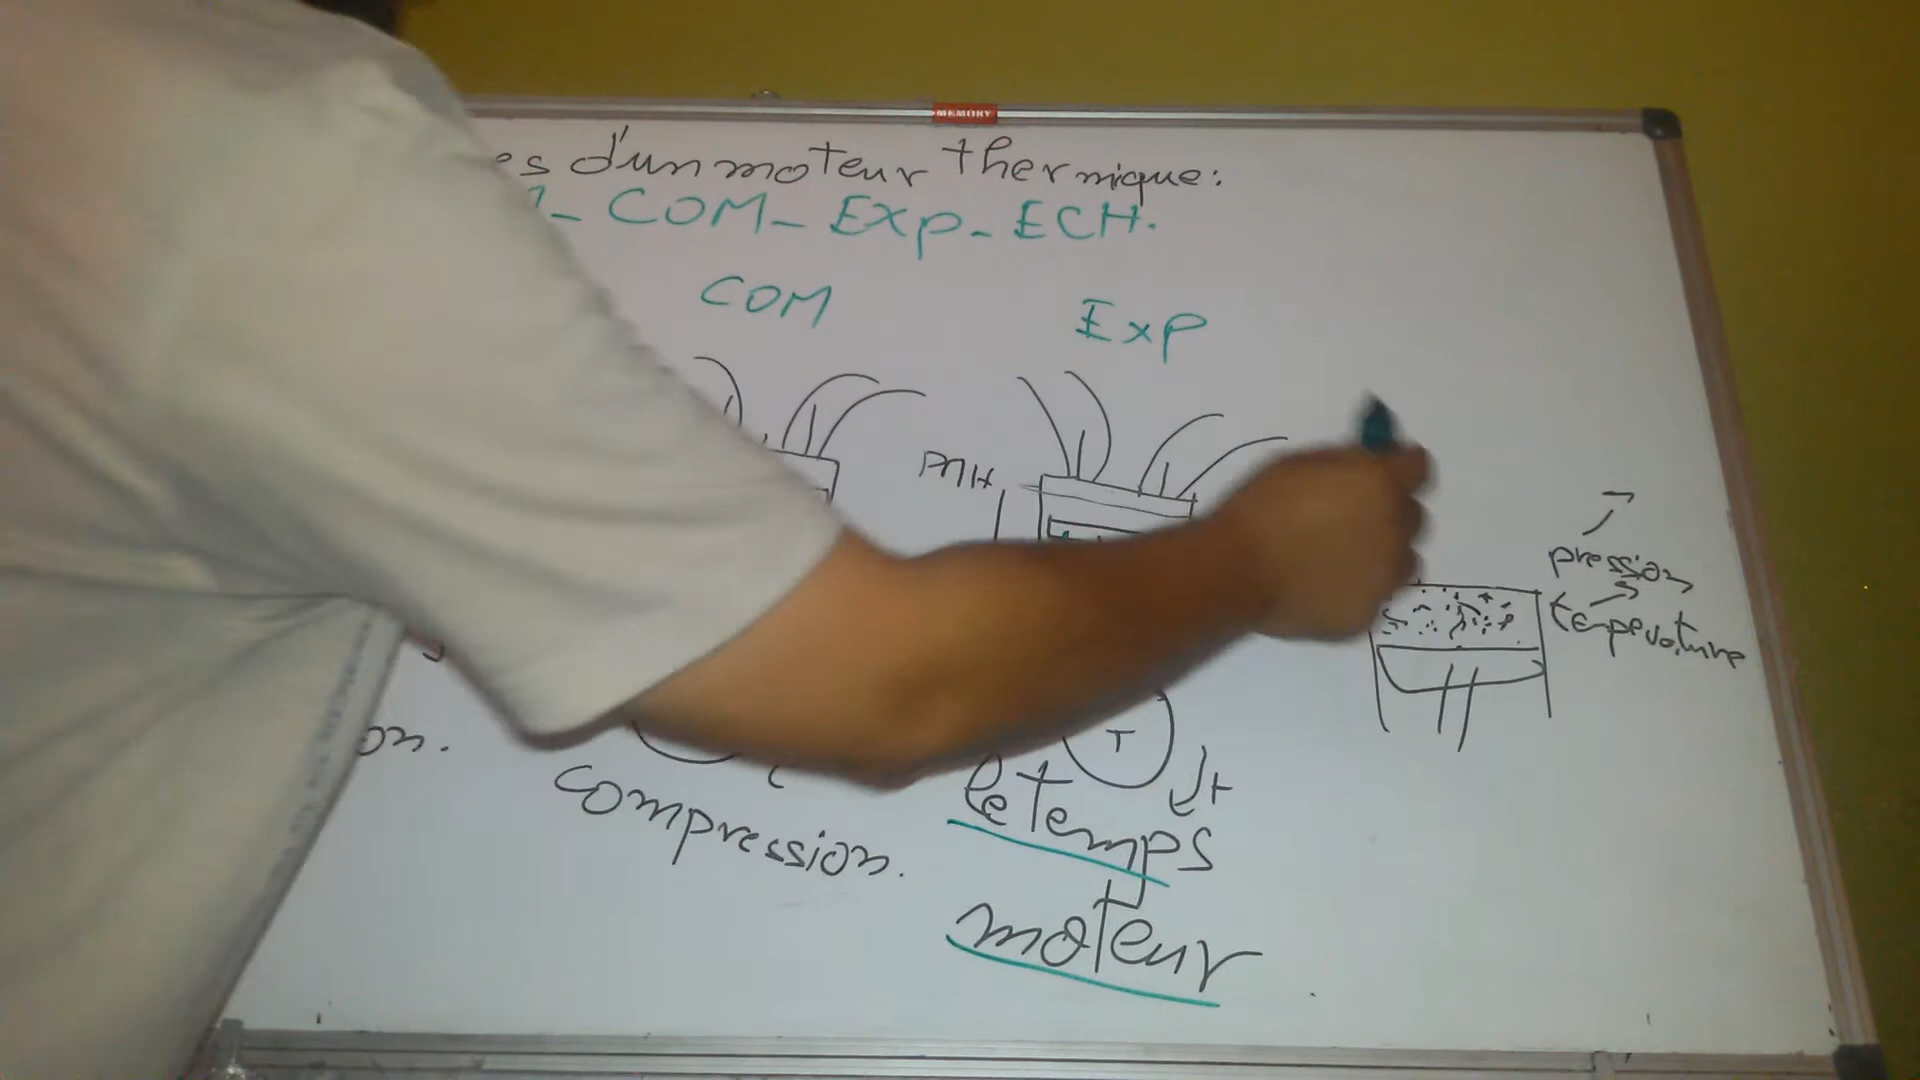 MEMORY
es d'un moteur thermique:
- COM - EXP - ECH.
COM
EXP
PMH
pression
température
T
on.
compression.
le temps
moteur